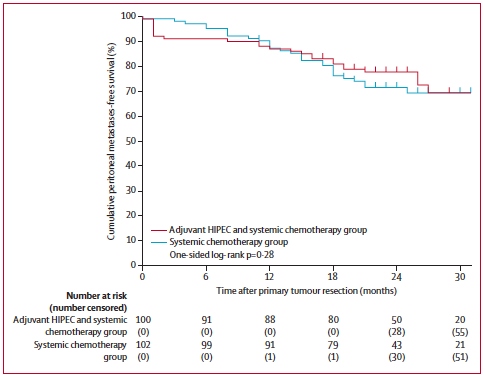 Cumulative peritoneal metastases-free survival (%)
100
90
80
70
60
50
40
30
20
10
0
Adjuvant HIPEC and systemic chemotherapy group
Systemic chemotherapy group
One-sided log-rank p=0·28
0 6 12 18 24 30
Time after primary tumour resection (months)
Number at risk
(number censored)
Adjuvant HIPEC and systemic 100 91 88 80 50 20
chemotherapy group (0) (0) (0) (0) (28) (55)
Systemic chemotherapy 102 99 91 79 43 21
group (0) (0) (1) (1) (30) (51)